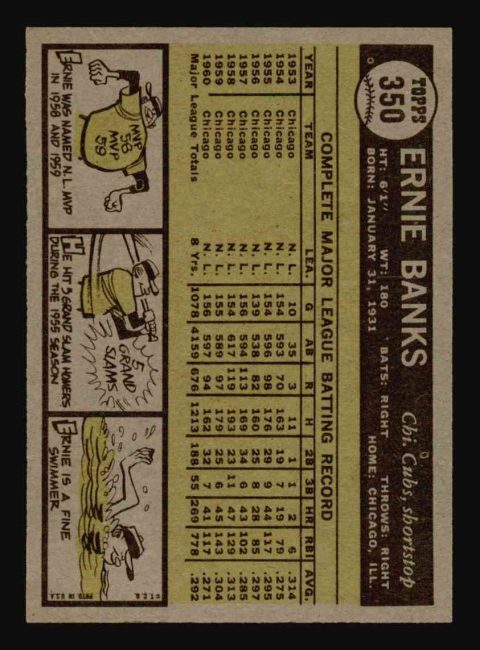 TOPPS
350
ERNIE BANKS Chi. Cubs, shortstop
HT: 6'1" WT: 180 BATS: RIGHT THROWS: RIGHT
BORN: JANUARY 31, 1931 HOME: CHICAGO, ILL.
COMPLETE MAJOR LEAGUE BATTING RECORD
YEAR TEAM LEA. G AB R H 2B 3B HR RBI AVG.
1953 Chicago N. L. 10 35 3 11 1 1 2 6 .314
1954 Chicago N. L. 154 593 70 163 19 7 19 79 .275
1955 Chicago N. L. 154 596 98 176 29 9 44 117 .295
1956 Chicago N. L. 139 538 82 160 25 8 28 85 .297
1957 Chicago N. L. 156 594 113 169 34 6 43 102 .285
1958 Chicago N. L. 154 617 119 193 23 11 47 129 .313
1959 Chicago N. L. 155 589 97 179 25 6 45 143 .304
1960 Chicago N. L. 156 597 94 162 32 7 41 117 .271
Major League Totals 8 Yrs. 1078 4159 676 1213 188 55 269 778 .292
MVP
58
MVP
59
ERNIE WAS NAMED N.L. MVP
IN 1958 AND 1959
5
GRAND
SLAMS
HE HIT 5 GRAND SLAM HOMERS
DURING THE 1955 SEASON
ERNIE IS A FINE
SWIMMER
© T.C.G.
PRTD. IN U.S.A.